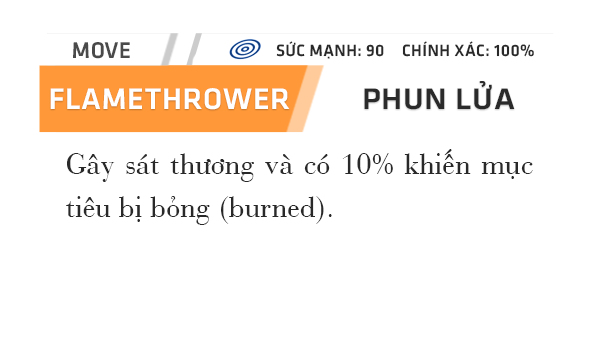 MOVE SỨC MẠNH: 90 CHÍNH XÁC: 100%
FLAMETHROWER PHUN LỬA
Gây sát thương và có 10% khiến mục
tiêu bị bỏng (burned).